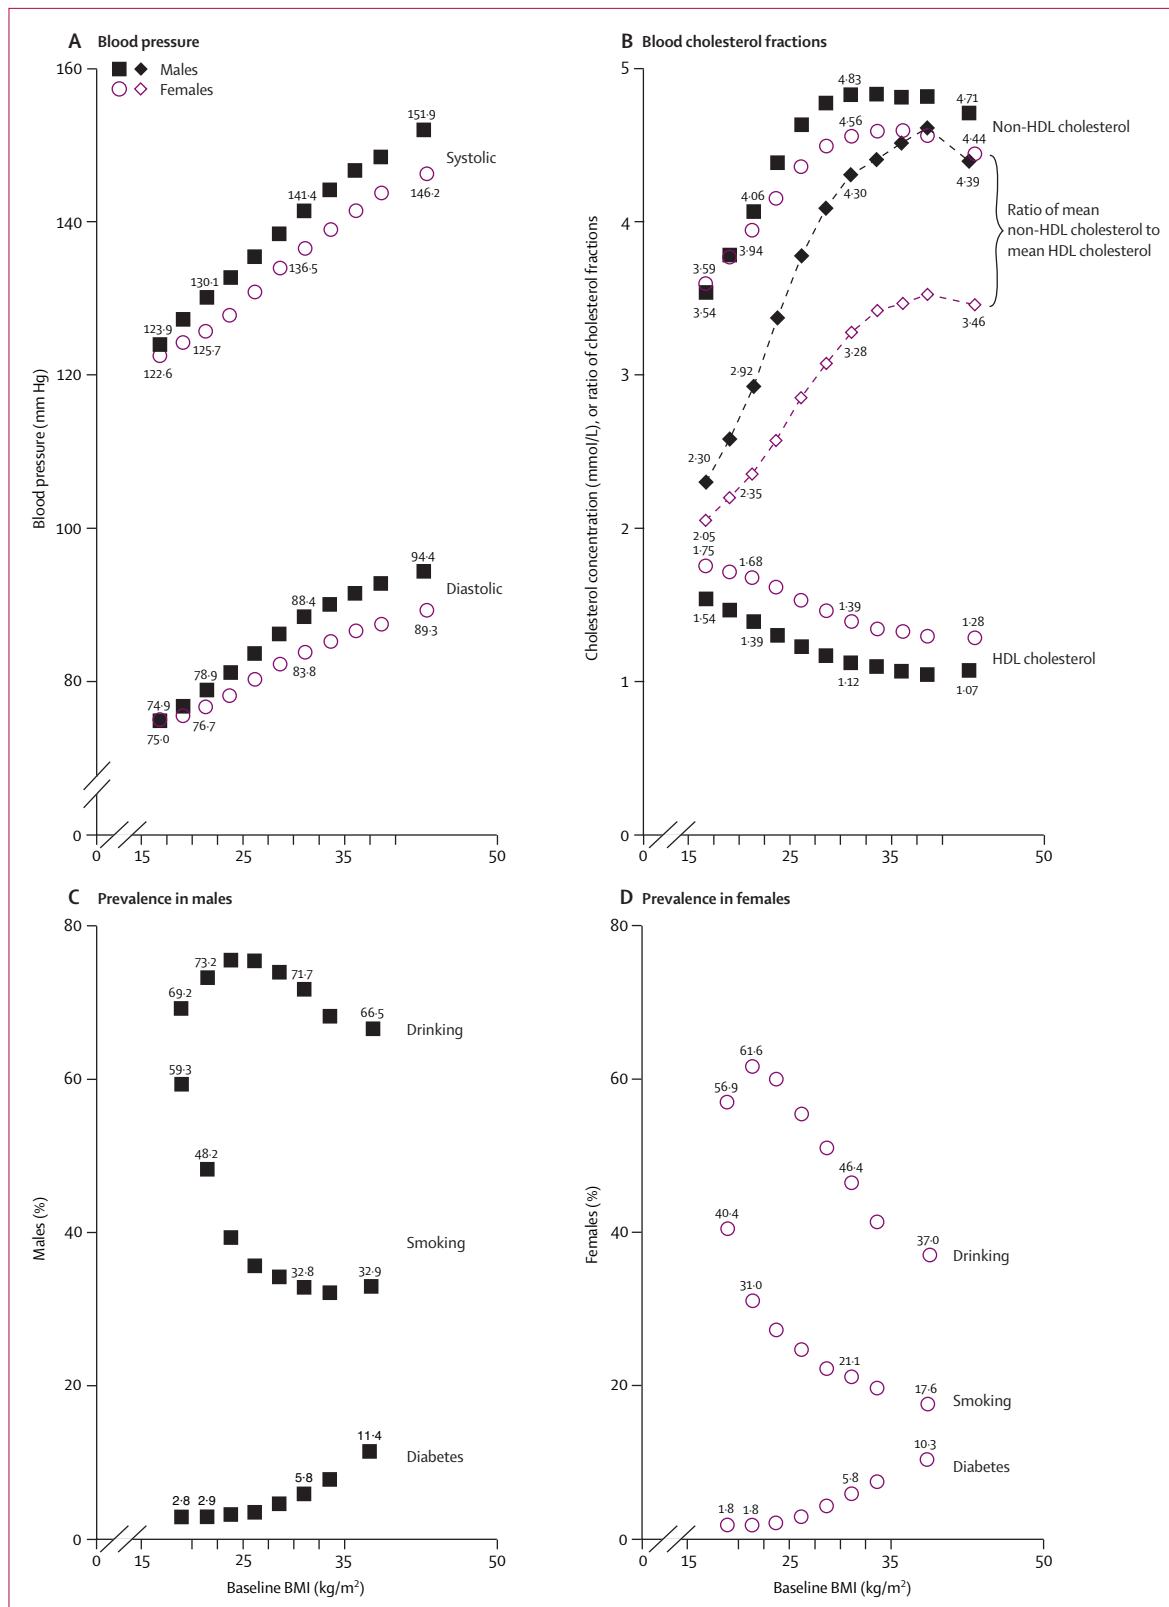 A Blood pressure
Males
Females
160
140
120
100
80
0
Blood pressure (mm Hg)
151·9
Systolic
141·4
146·2
130·1
136·5
123·9
125·7
122·6
94·4
Diastolic
88·4
89·3
78·9
83·8
74·9
76·7
75·0
0 15 25 35 50
B Blood cholesterol fractions
5
4
3
2
1
0
Cholesterol concentration (mmol/L), or ratio of cholesterol fractions
4·83
4·71
Non-HDL cholesterol
4·56
4·44
4·06
4·39
4·30
Ratio of mean
non-HDL cholesterol to
mean HDL cholesterol
3·94
3·59
3·54
3·46
3·28
2·92
2·30
2·35
2·05
1·75
1·68
1·39
1·28
1·54
1·39
HDL cholesterol
1·12
1·07
0 15 25 35 50
C Prevalence in males
80
60
40
20
0
Males (%)
73·2
71·7
69·2
66·5
Drinking
59·3
48·2
Smoking
32·8
32·9
11·4
Diabetes
5·8
2·8
2·9
0 15 25 35 50
Baseline BMI (kg/m²)
D Prevalence in females
80
60
40
20
0
Females (%)
61·6
56·9
46·4
40·4
37·0
Drinking
31·0
21·1
17·6
Smoking
10·3
Diabetes
5·8
1·8
1·8
0 15 25 35 50
Baseline BMI (kg/m²)